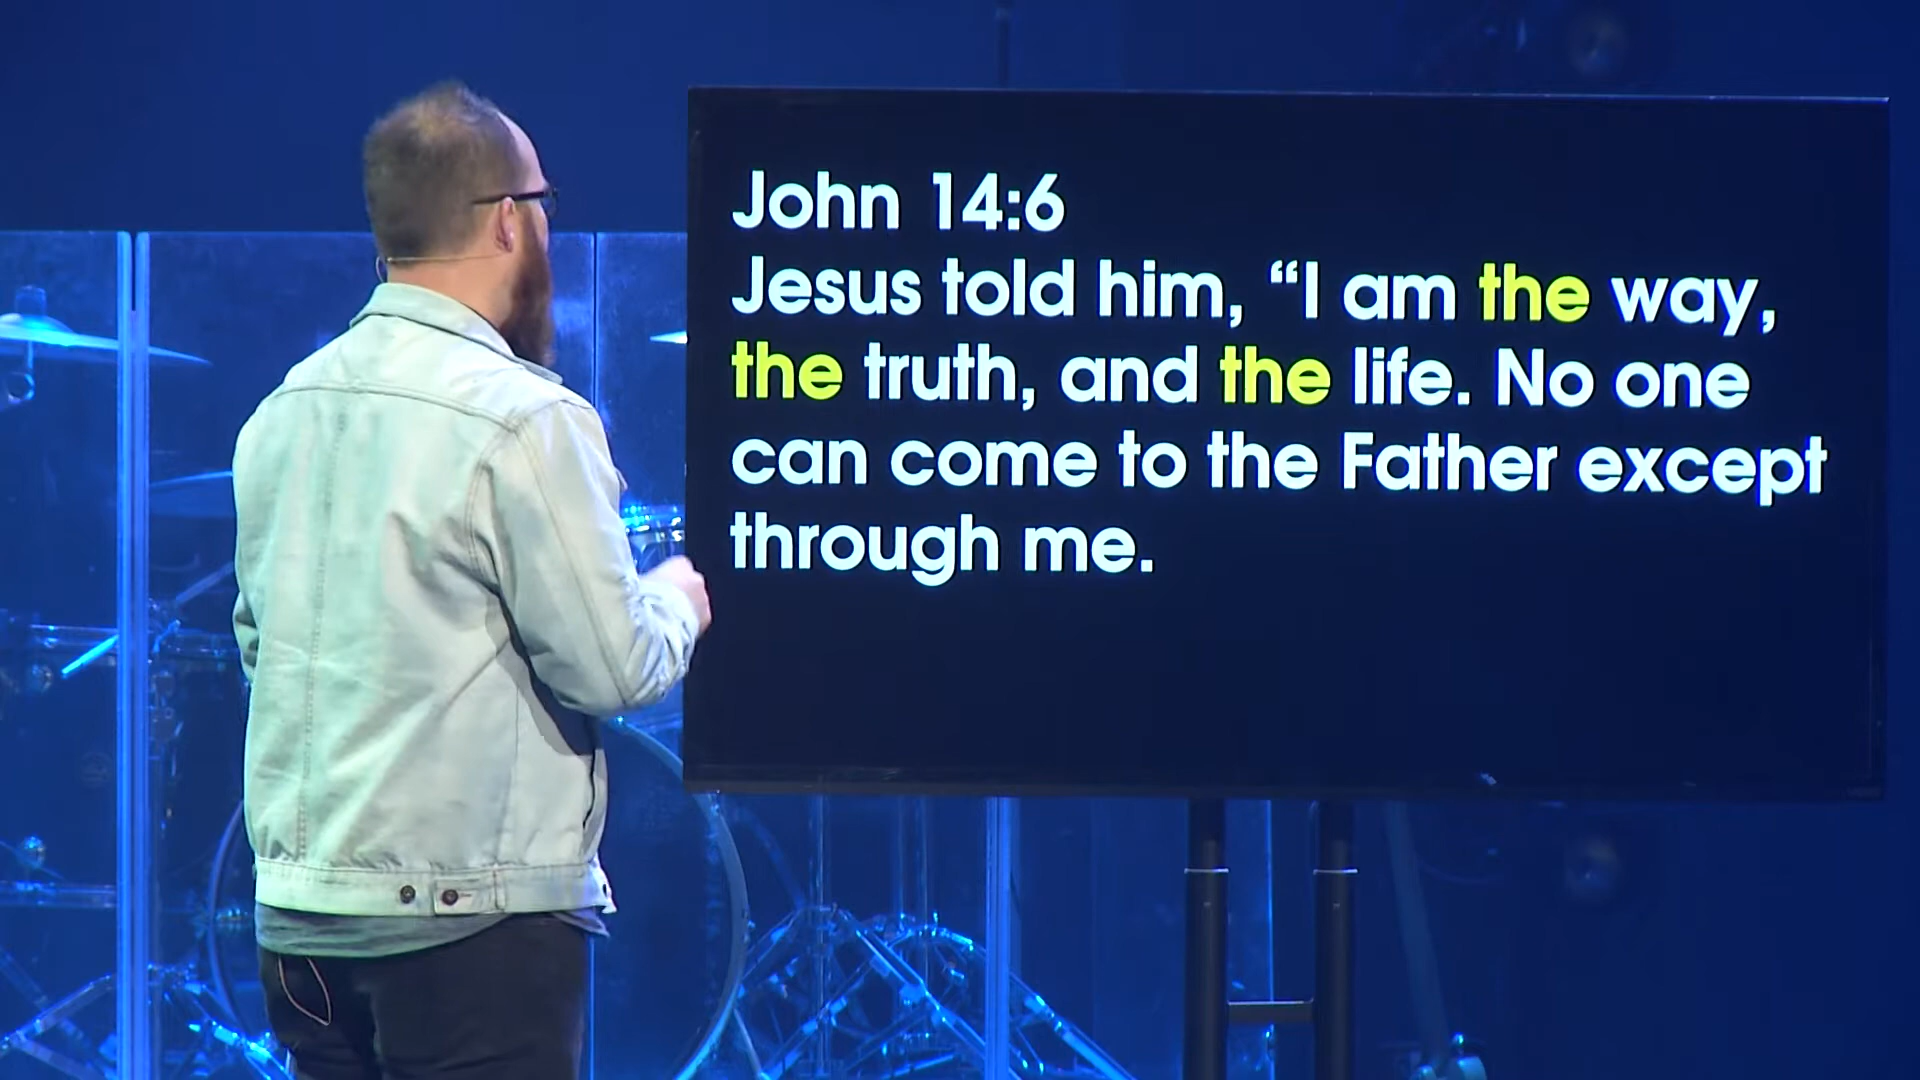 John 14:6
Jesus told him, “I am the way,
the truth, and the life. No one
can come to the Father except
through me.